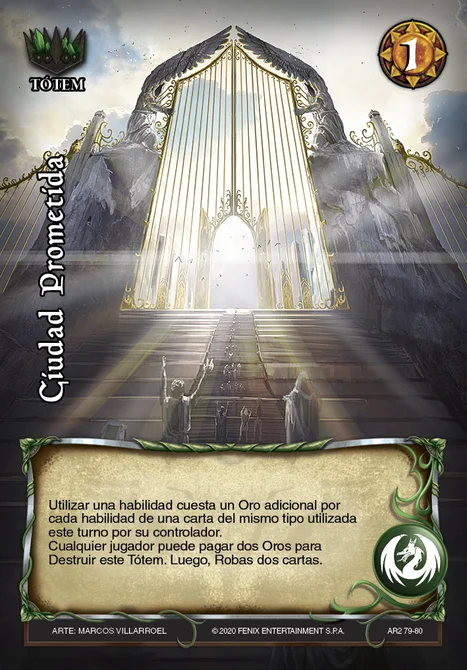 TÓTEM
1
Ciudad Prometida
Utilizar una habilidad cuesta un Oro adicional por
cada habilidad de una carta del mismo tipo utilizada
este turno por su controlador.
Cualquier jugador puede pagar dos Oros para
Destruir este Tótem. Luego, Robas dos cartas.
ARTE: MARCOS VILLARROEL
©2020 FENIX ENTERTAINMENT S.P.A.
AR2 79-80